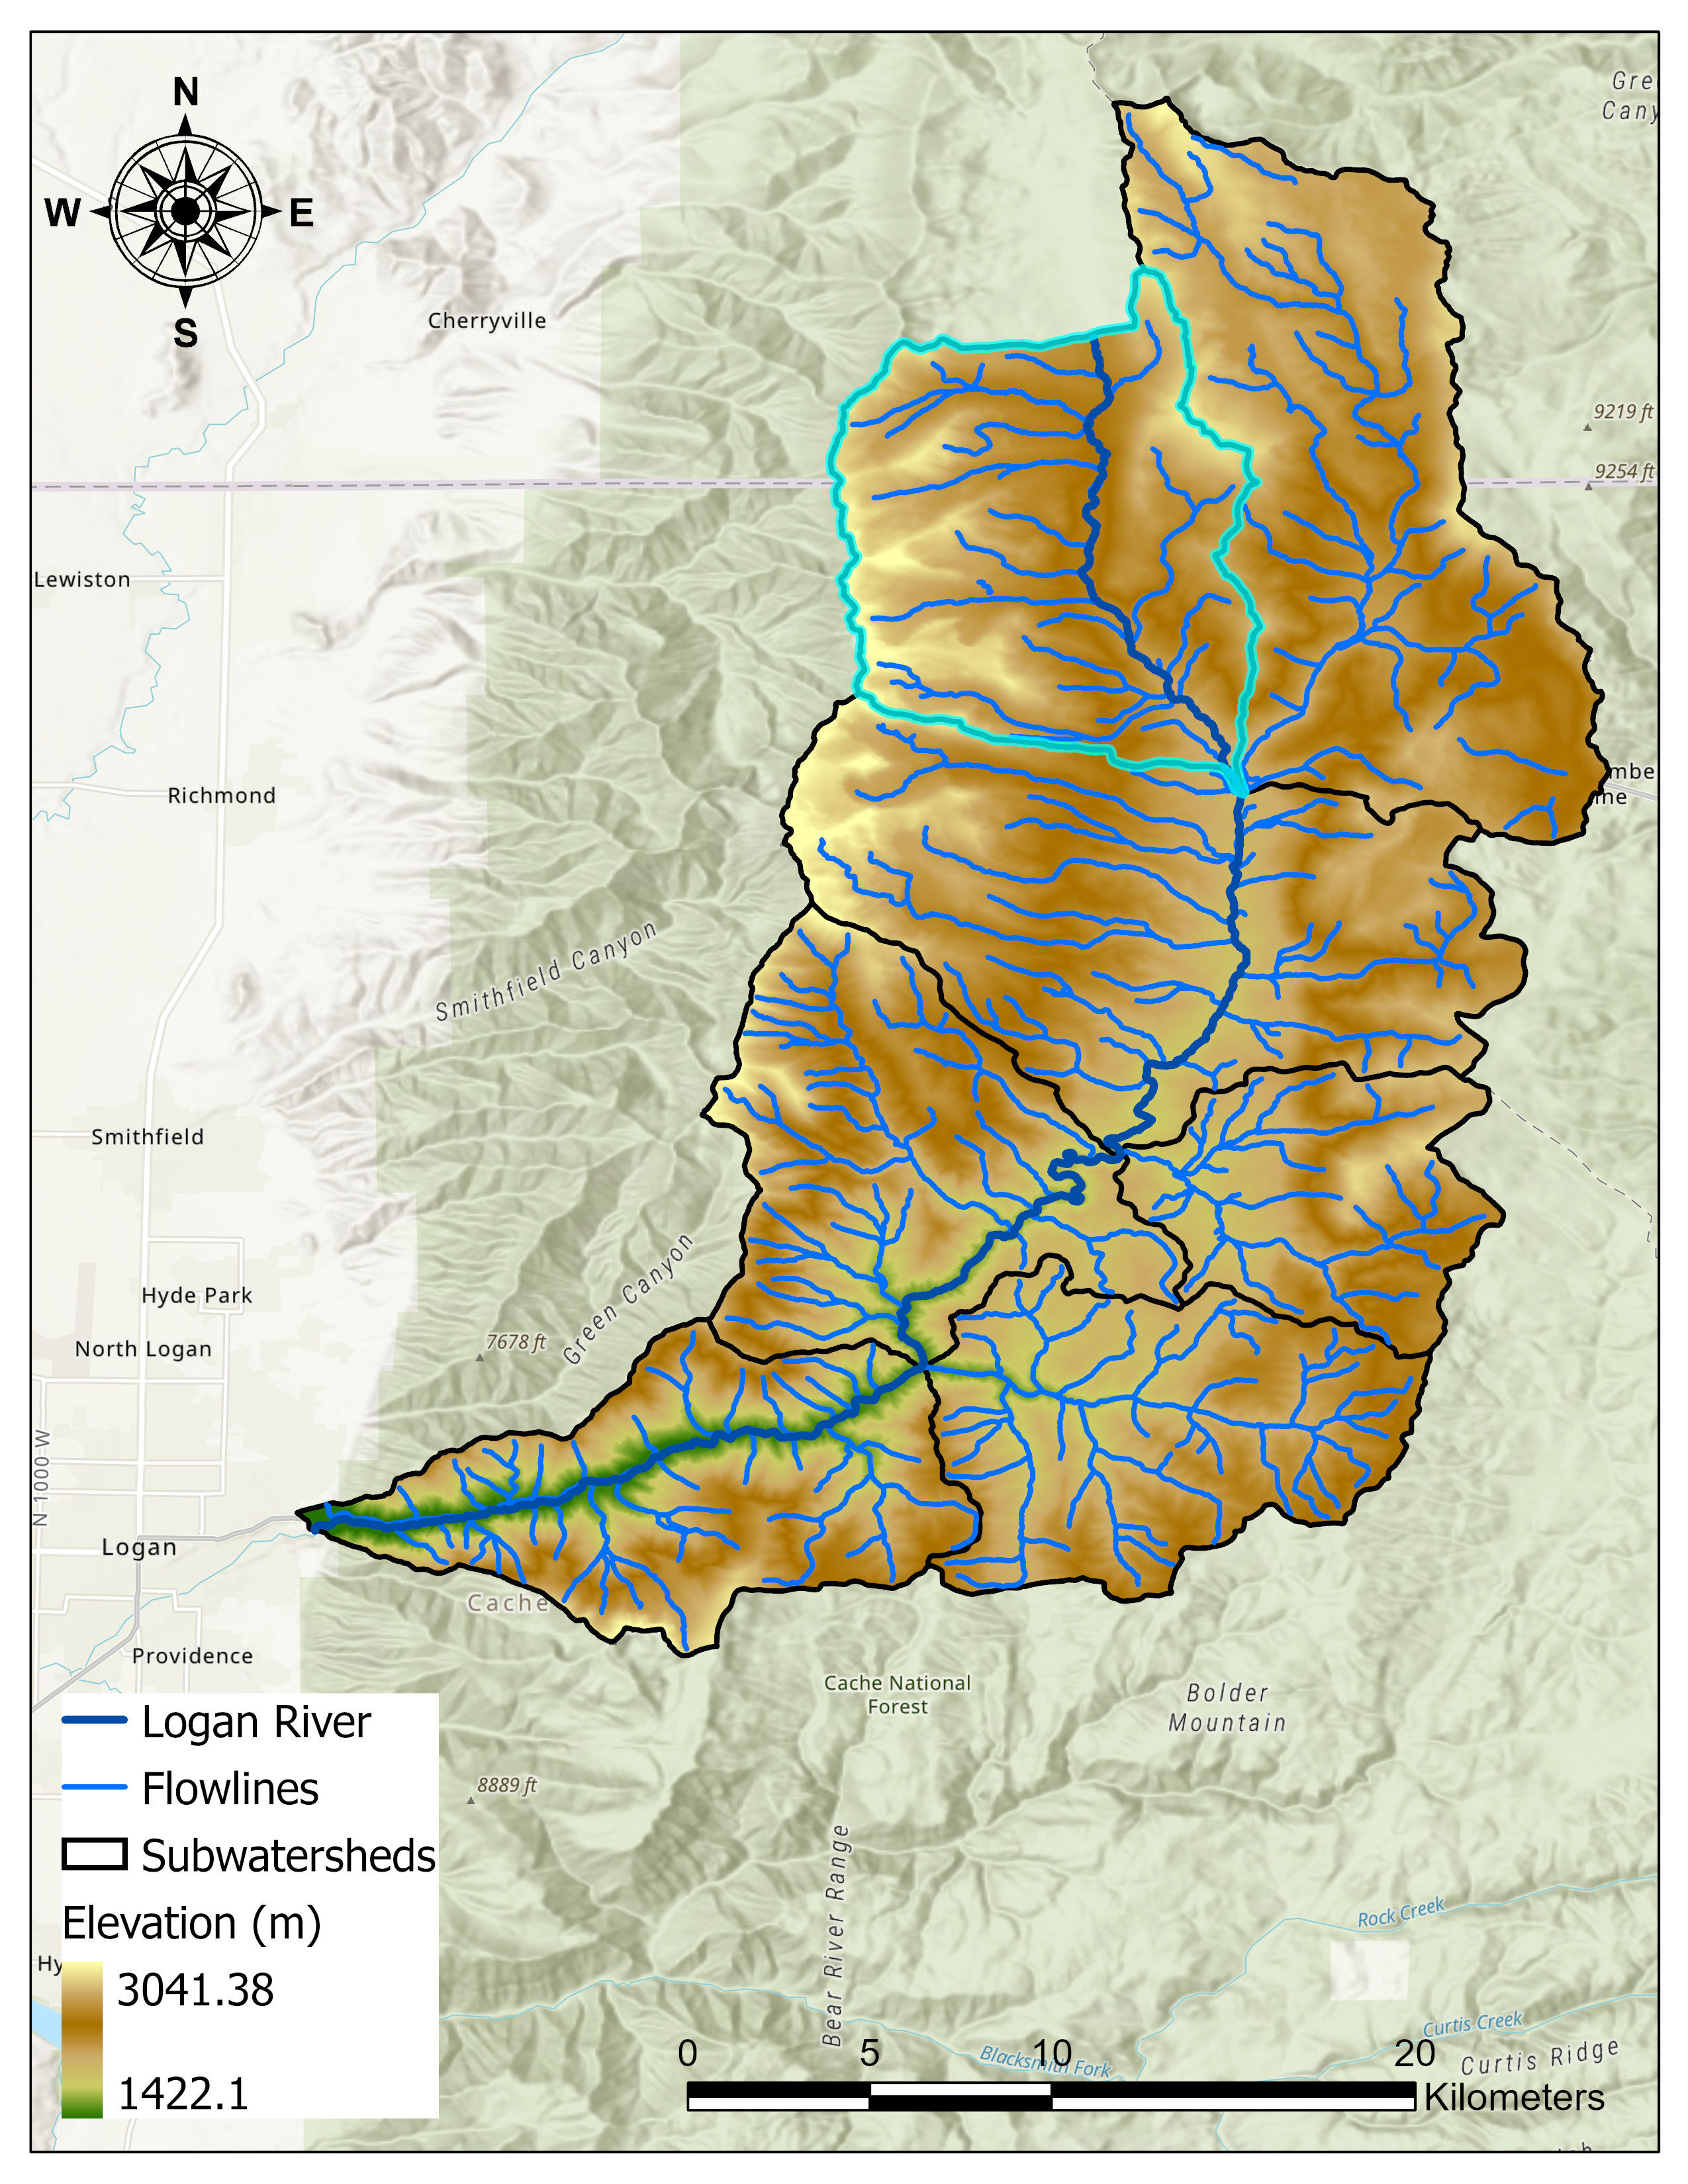 Gre
Cany
N
W
E
S
Cherryville
9219 ft
9254 ft
Lewiston
Richmond
mbe
ne
Smithfield Canyon
Smithfield
Green Canyon
Hyde Park
7678 ft
North Logan
N 1000 W
Logan
Cache
Providence
Cache National
Forest
Bolder
Mountain
Logan River
Flowlines
8889 ft
Subwatersheds
Bear River Range
Elevation (m)
Rock Creek
Hy
3041.38
1422.1
Curtis Creek
Curtis Ridge
Blacksmith Fork
0 5 10 20
Kilometers